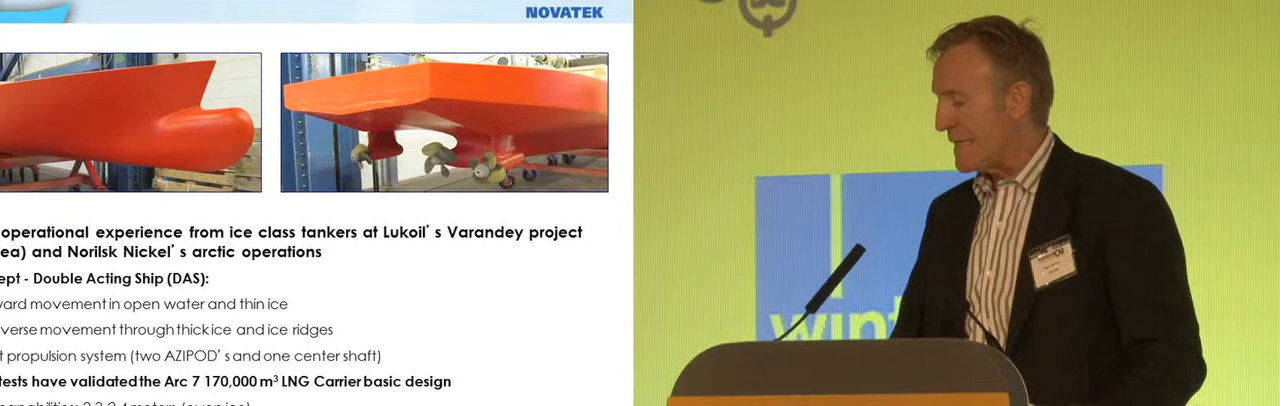 NOVATEK
operational experience from ice class tankers at Lukoil's Varandey project
ea) and Norilsk Nickel's arctic operations
ept - Double Acting Ship (DAS):
ward movement in open water and thin ice
verse movement through thick ice and ice ridges
t propulsion system (two AZIPOD's and one center shaft)
tests have validated the Arc 7 170,000 m³ LNG Carrier basic design
Oil
wint